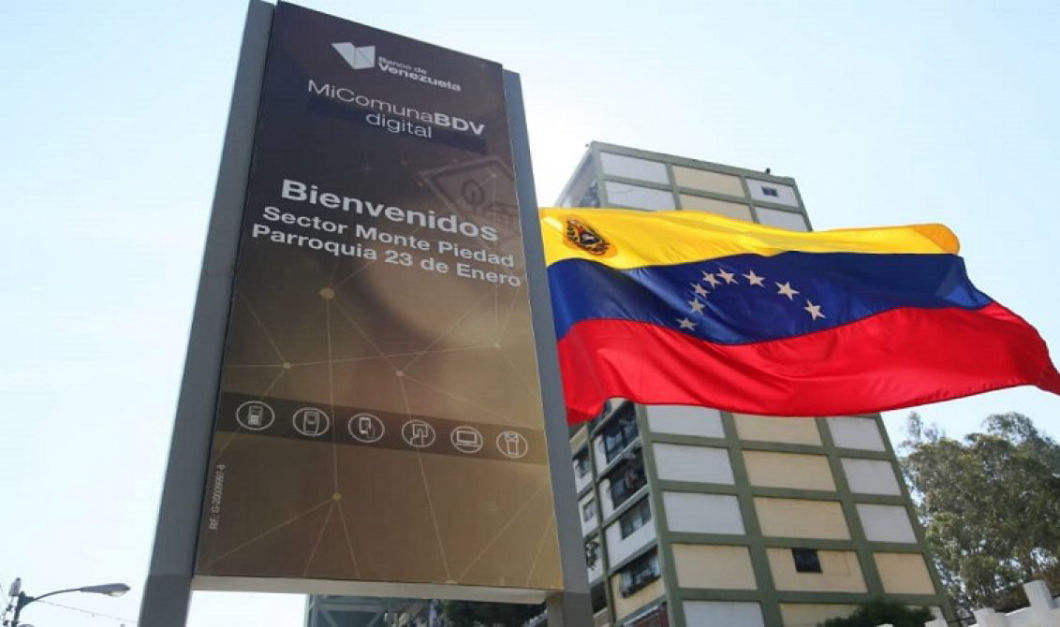 Banco de
Venezuela
MiComunaBDV
digital
Bienvenidos
Sector Monte Piedad
Parroquia 23 de Enero